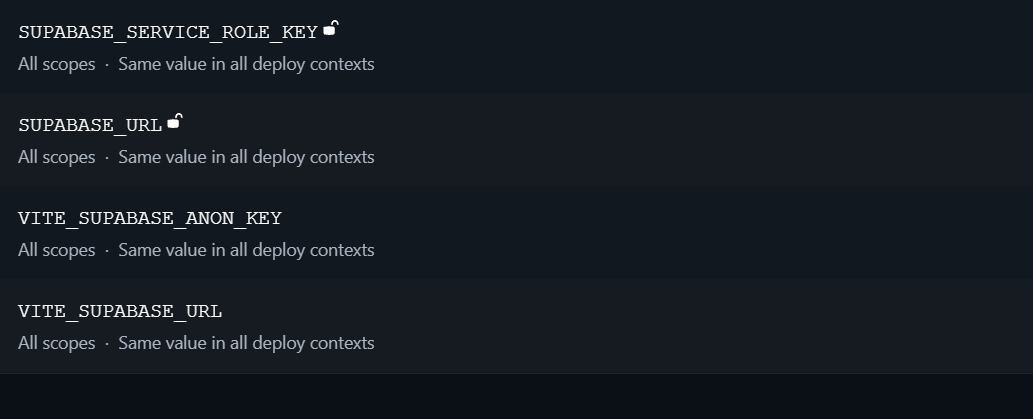 SUPABASE_SERVICE_ROLE_KEY
All scopes · Same value in all deploy contexts
SUPABASE_URL
All scopes · Same value in all deploy contexts
VITE_SUPABASE_ANON_KEY
All scopes · Same value in all deploy contexts
VITE_SUPABASE_URL
All scopes · Same value in all deploy contexts